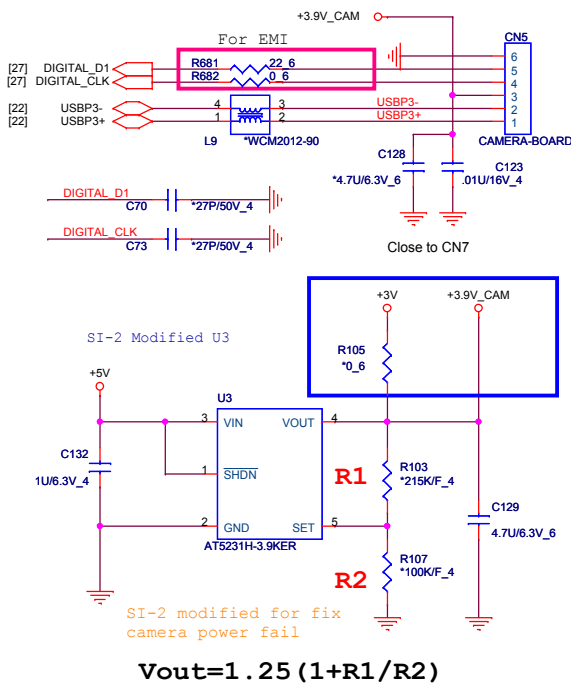 +3.9V_CAM
For EMI
CN5
[27] DIGITAL_D1 R681 22_6 6
5
[27] DIGITAL_CLK R682 0_6 4
3
[22] USBP3- 4 3 USBP3- 2
[22] USBP3+ 1 2 USBP3+ 1
L9 *WCM2012-90 CAMERA-BOARD
C128 C123
*4.7U/6.3V_6 .01U/16V_4
DIGITAL_D1
C70 *27P/50V_4
DIGITAL_CLK
C73 *27P/50V_4
Close to CN7
+3V +3.9V_CAM
SI-2 Modified U3
R105
*0_6
+5V
U3
3 VIN VOUT 4
C132
1U/6.3V_4
1 SHDN
R1 R103
*215K/F_4
C129
4.7U/6.3V_6
2 GND SET 5
AT5231H-3.9KER
R2 R107
*100K/F_4
SI-2 modified for fix
camera power fail
Vout=1.25(1+R1/R2)